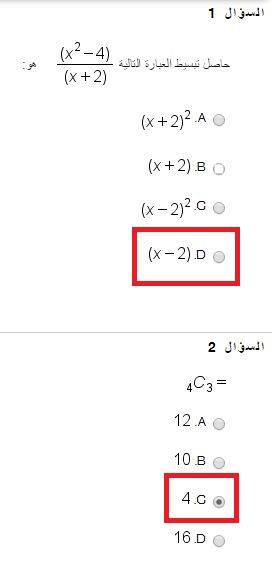 السؤال 1
حاصل تبسيط العبارة التالية (x²−4)/(x+2) هو:
(x+2)² .A
(x+2) .B
(x−2)² .C
(x−2) .D
السؤال 2
₄C₃=
12 .A
10 .B
4 .C
16 .D